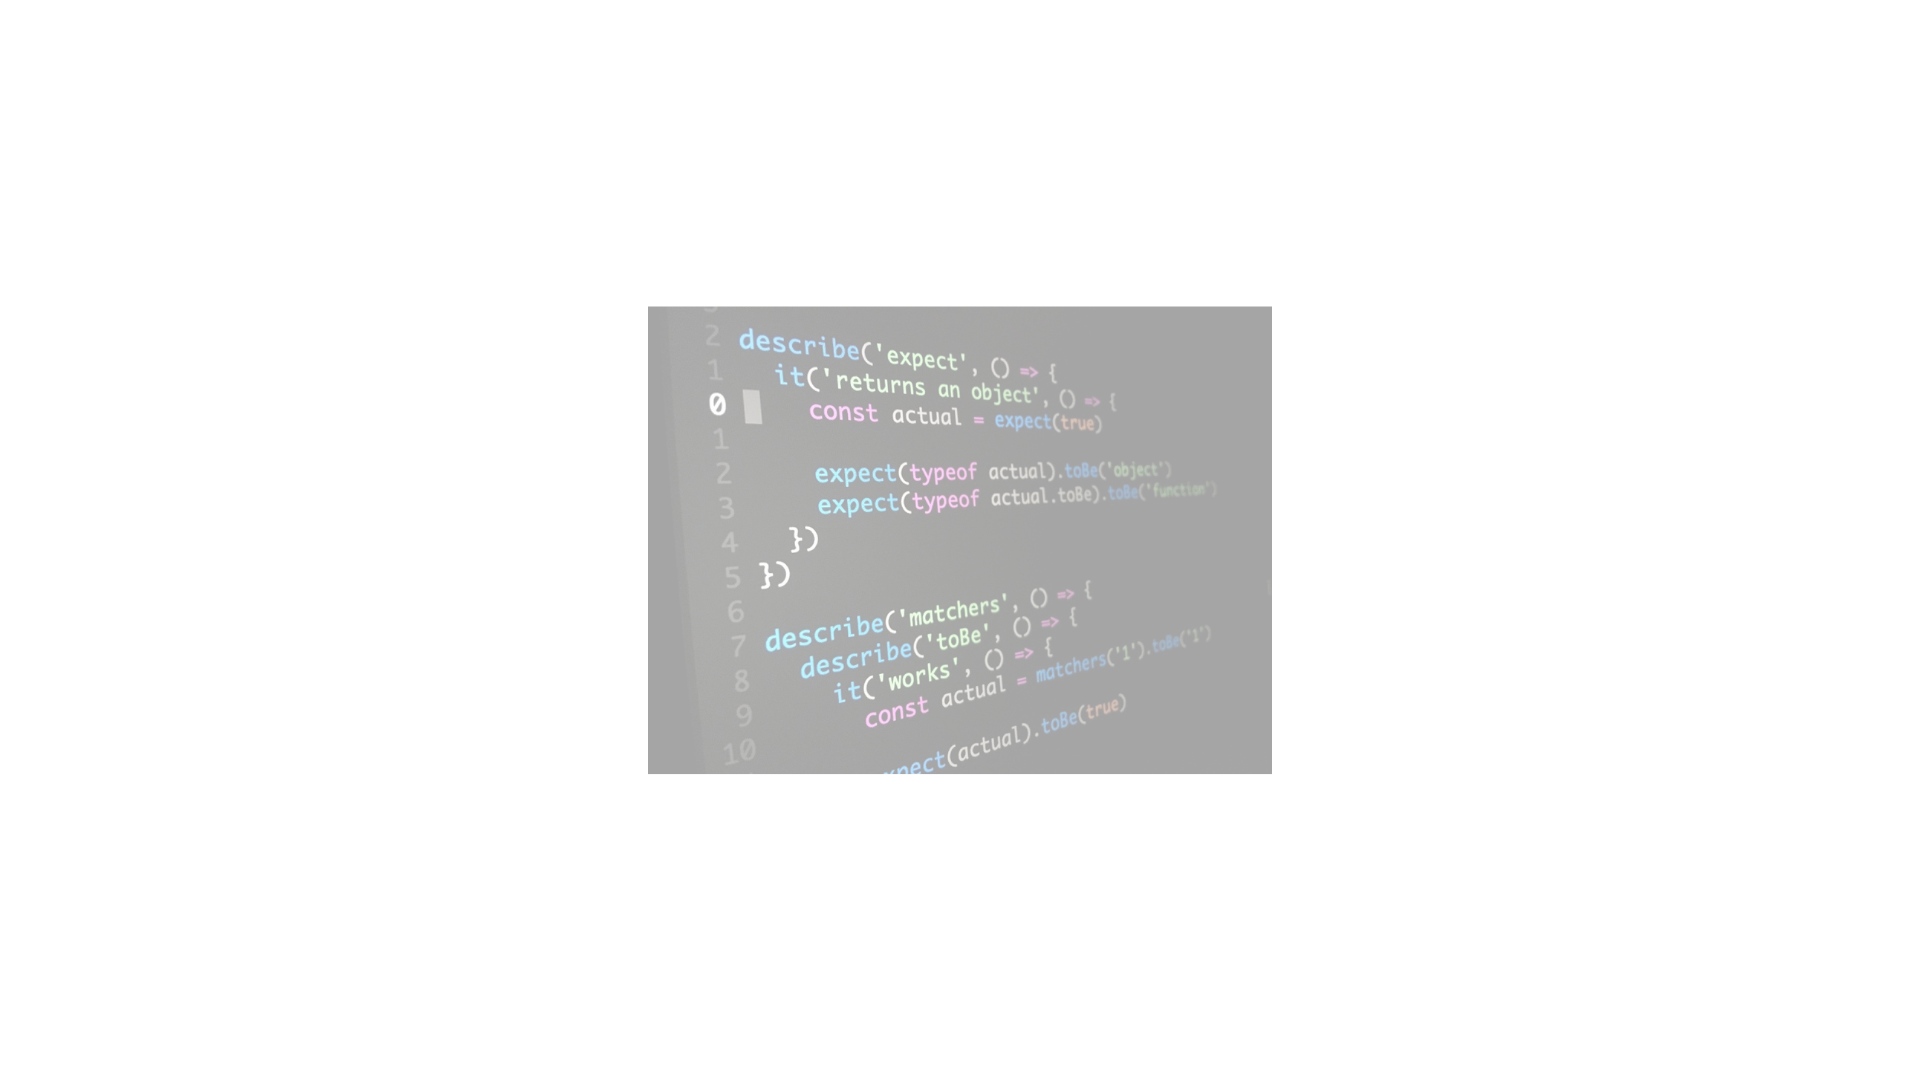 2 describe('expect', () => {
1 it('returns an object', () => {
0 const actual = expect(true)
1
2 expect(typeof actual).toBe('object')
3 expect(typeof actual.toBe).toBe('function')
4 })
5 })
6
7 describe('matchers', () => {
8 describe('toBe', () => {
9 it('works', () => {
10 const actual = matchers('1').toBe('1')
(actual).toBe(true)